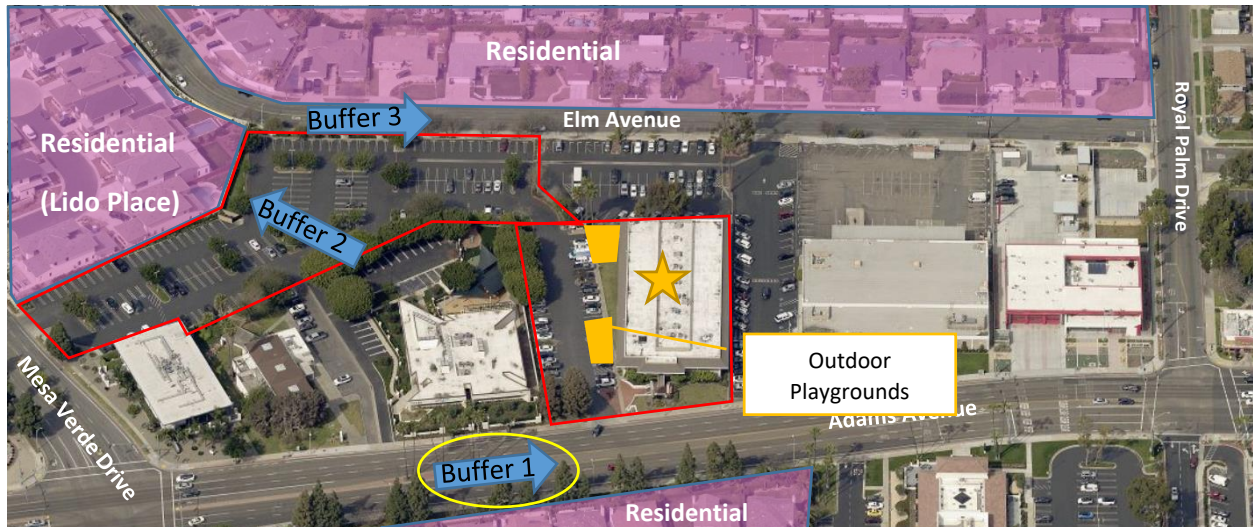 Residential
Buffer 3
Elm Avenue
Residential
(Lido Place)
Royal Palm Drive
Buffer 2
Outdoor
Playgrounds
Mesa Verde Drive
Adams Avenue
Buffer 1
Residential